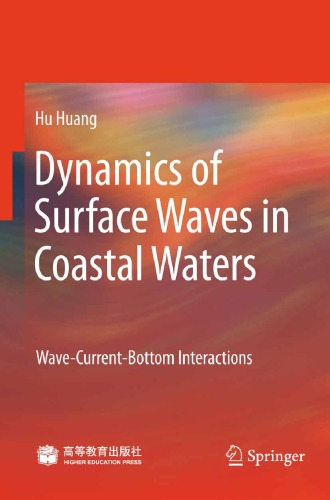 Hu Huang
Dynamics of
Surface Waves in
Coastal Waters
Wave-Current-Bottom Interactions
高等教育出版社
HIGHER EDUCATION PRESS
Springer